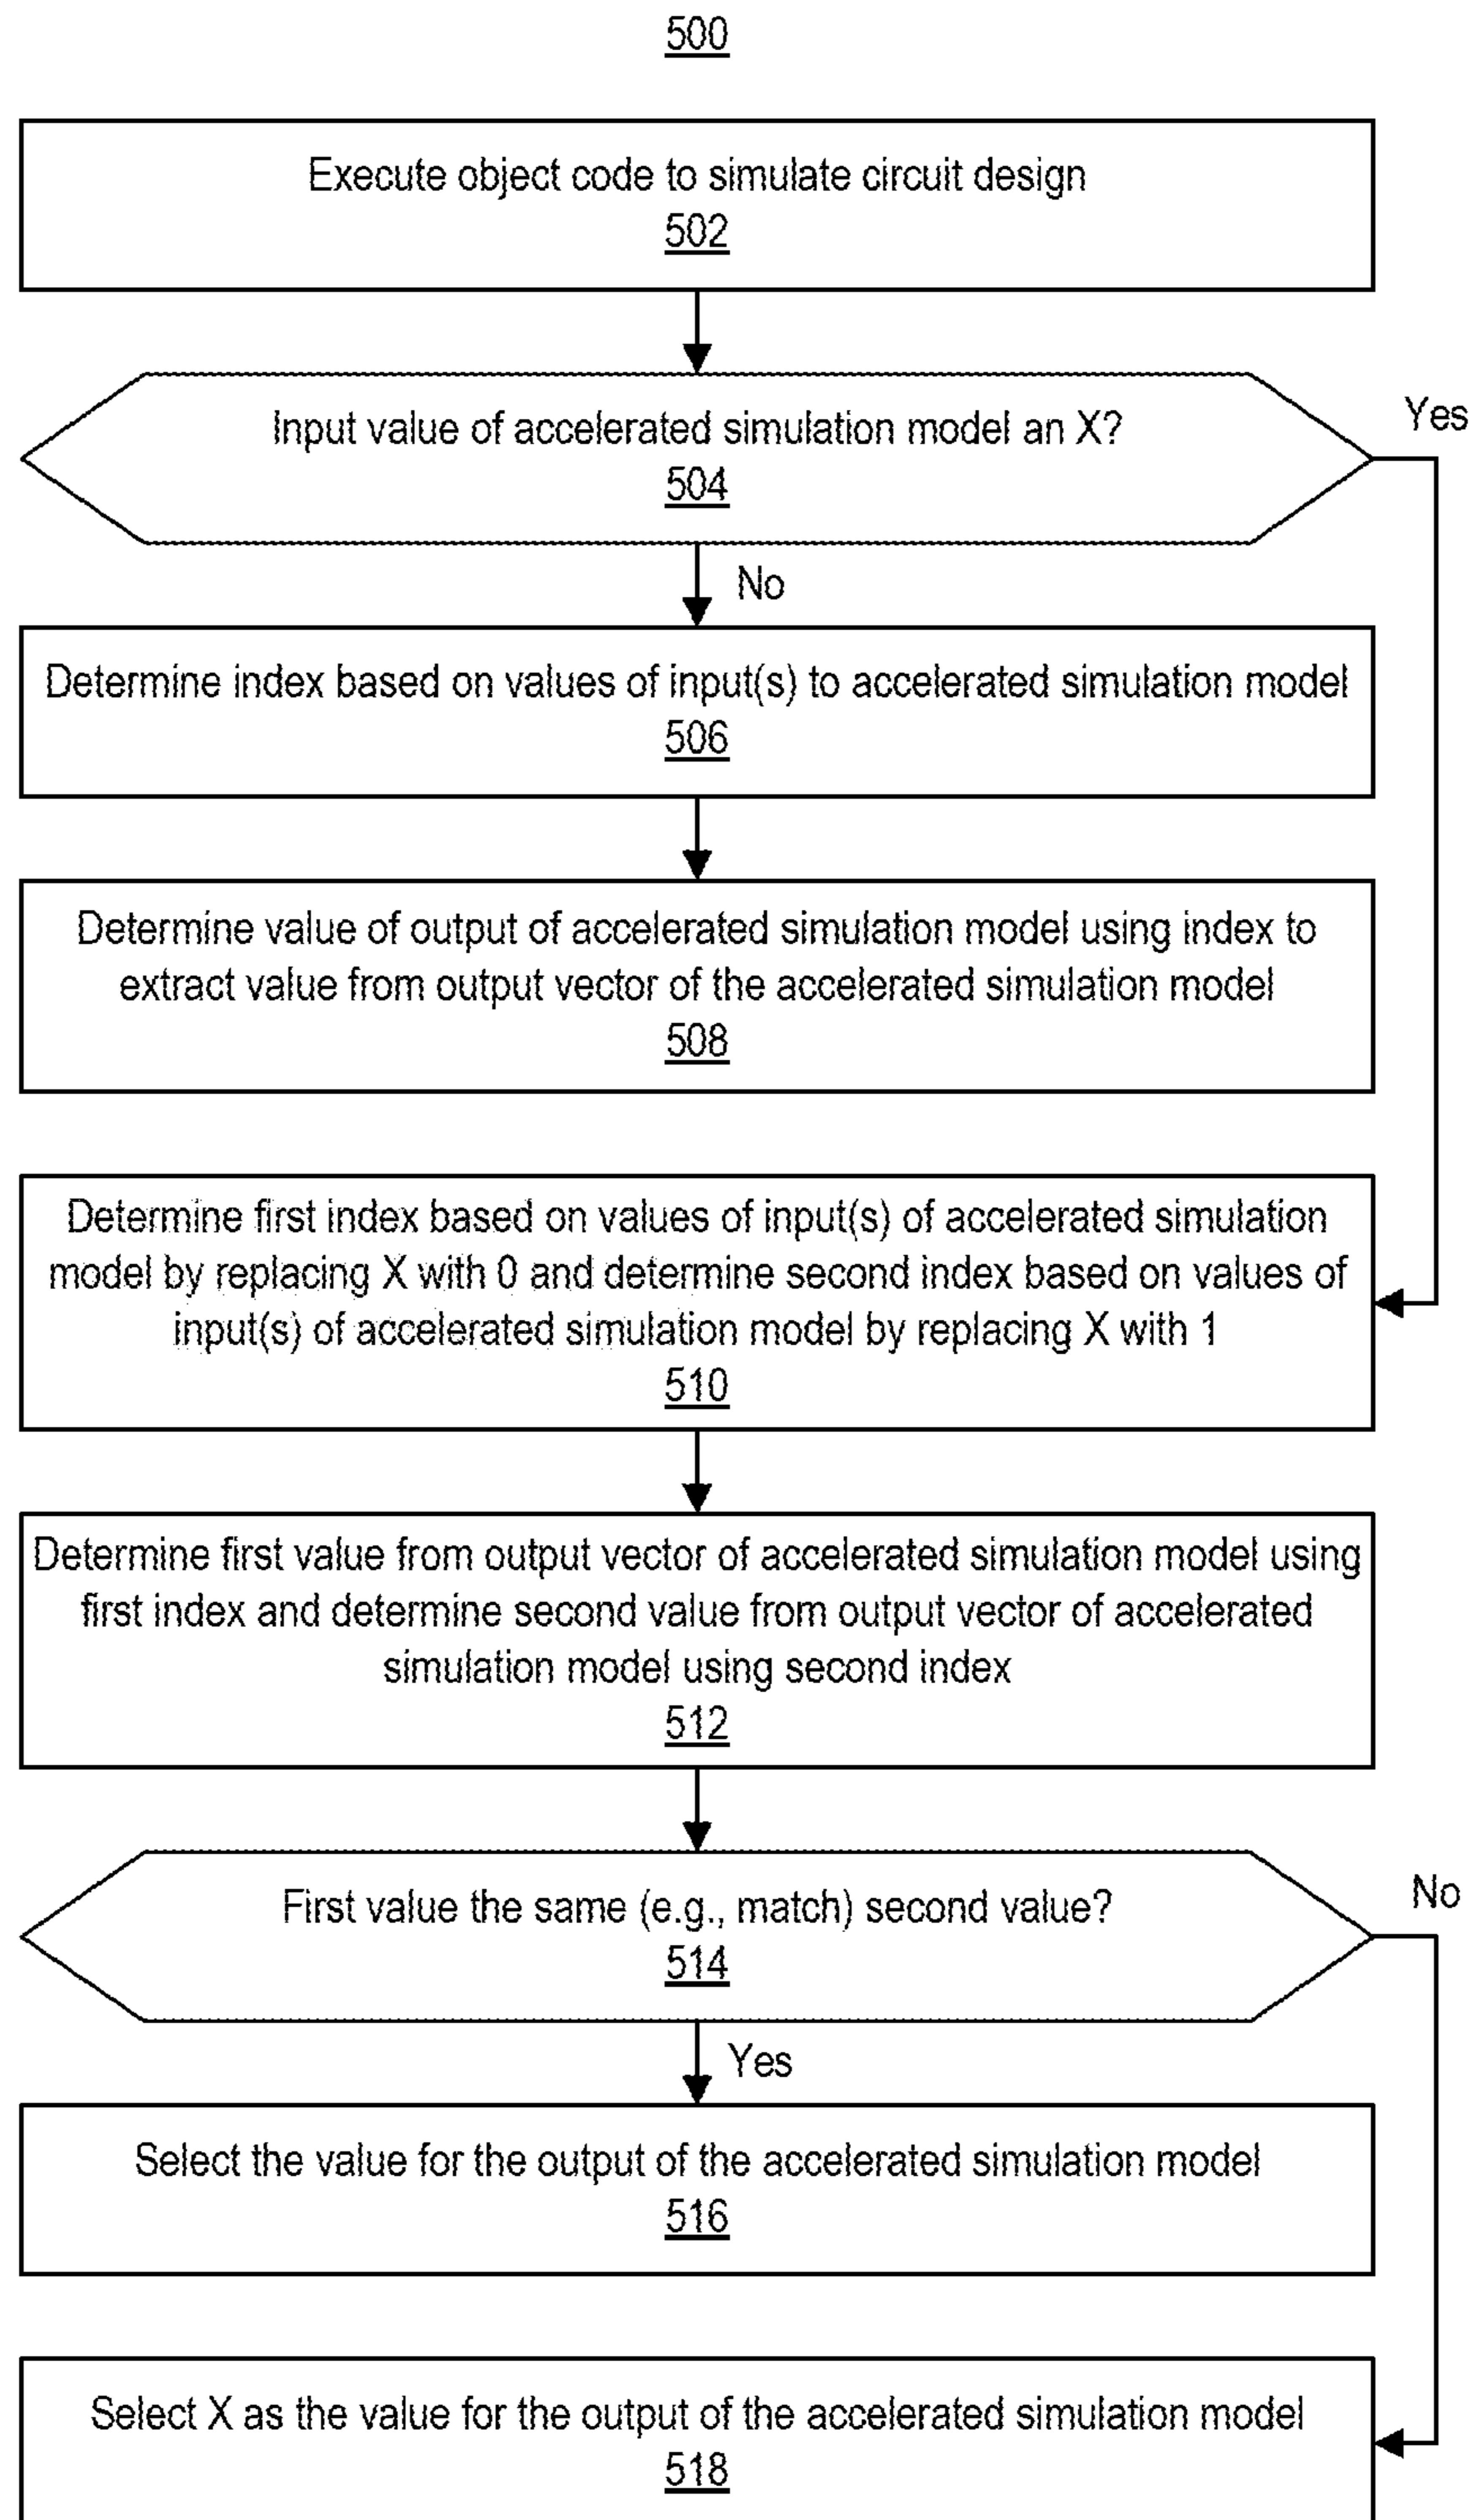 500
Execute object code to simulate circuit design
502
Input value of accelerated simulation model an X?
504
Yes
No
Determine index based on values of input(s) to accelerated simulation model
506
Determine value of output of accelerated simulation model using index to
extract value from output vector of the accelerated simulation model
508
Determine first index based on values of input(s) of accelerated simulation
model by replacing X with 0 and determine second index based on values of
input(s) of accelerated simulation model by replacing X with 1
510
Determine first value from output vector of accelerated simulation model using
first index and determine second value from output vector of accelerated
simulation model using second index
512
First value the same (e.g., match) second value?
514
No
Yes
Select the value for the output of the accelerated simulation model
516
Select X as the value for the output of the accelerated simulation model
518